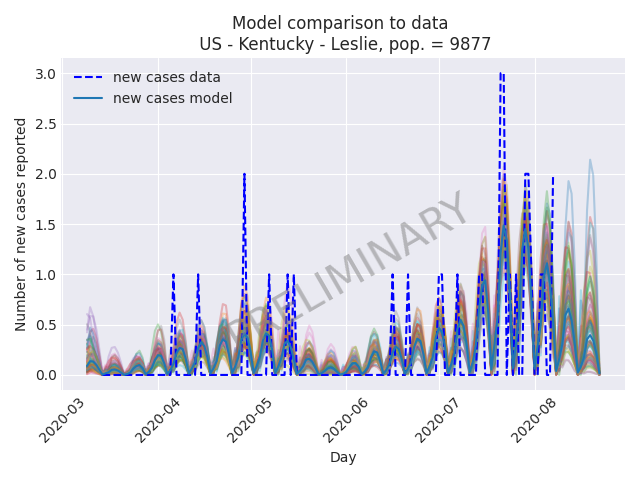 Model comparison to data
US - Kentucky - Leslie, pop. = 9877
new cases data
new cases model
PRELIMINARY
Number of new cases reported
3.0
2.5
2.0
1.5
1.0
0.5
0.0
2020-03
2020-04
2020-05
2020-06
2020-07
2020-08
Day